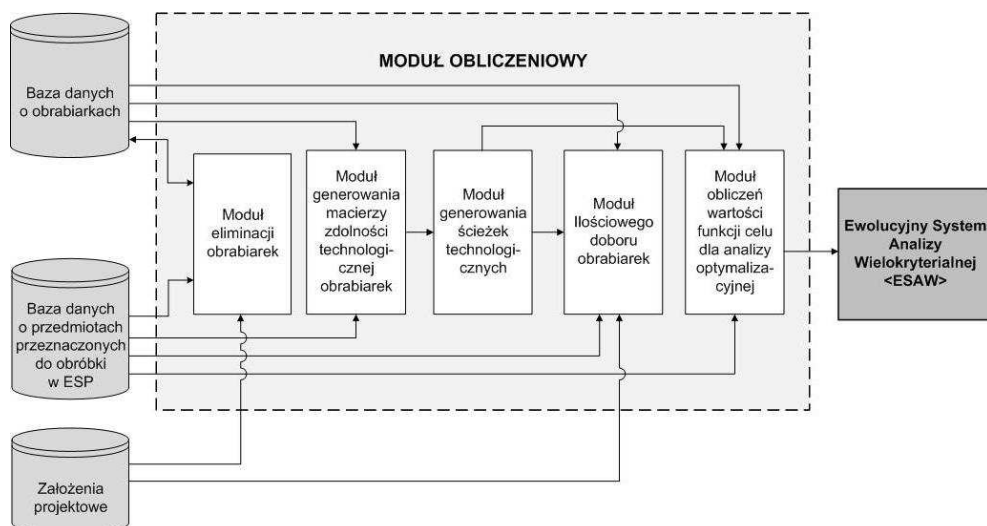 MODUŁ OBLICZENIOWY
Baza danych
o obrabiarkach
Moduł
eliminacji
obrabiarek
Moduł
generowania
macierzy
zdolności
technologi-
cznej
obrabiarek
Moduł
generowania
ścieżek
technologi-
cznych
Moduł
Ilościowego
doboru
obrabiarek
Moduł
obliczeń
wartości
funkcji celu
dla analizy
optymaliza-
cyjnej
Ewolucyjny System
Analizy
Wielokryterialnej
<ESAW>
Baza danych
o przedmiotach
przeznaczonych
do obróbki
w ESP
Założenia
projektowe